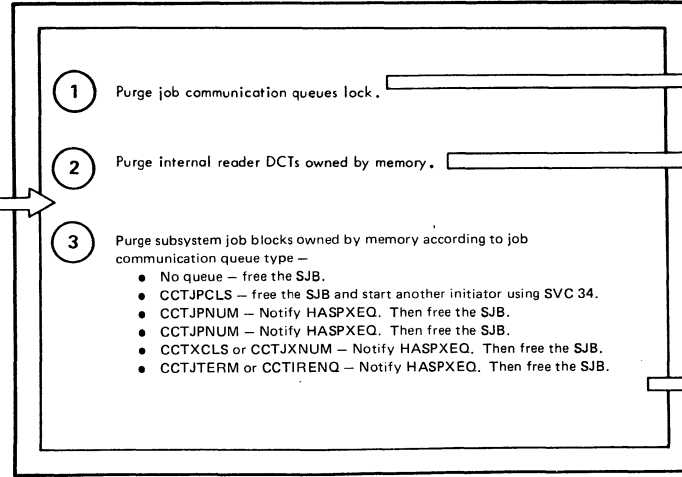 1 Purge job communication queues lock.
2 Purge internal reader DCTs owned by memory.
3 Purge subsystem job blocks owned by memory according to job
communication queue type —
● No queue — free the SJB.
● CCTJPCLS — free the SJB and start another initiator using SVC 34.
● CCTJPNUM — Notify HASPXEQ. Then free the SJB.
● CCTJPNUM — Notify HASPXEQ. Then free the SJB.
● CCTXCLS or CCTJXNUM — Notify HASPXEQ. Then free the SJB.
● CCTJTERM or CCTIRENQ — Notify HASPXEQ. Then free the SJB.